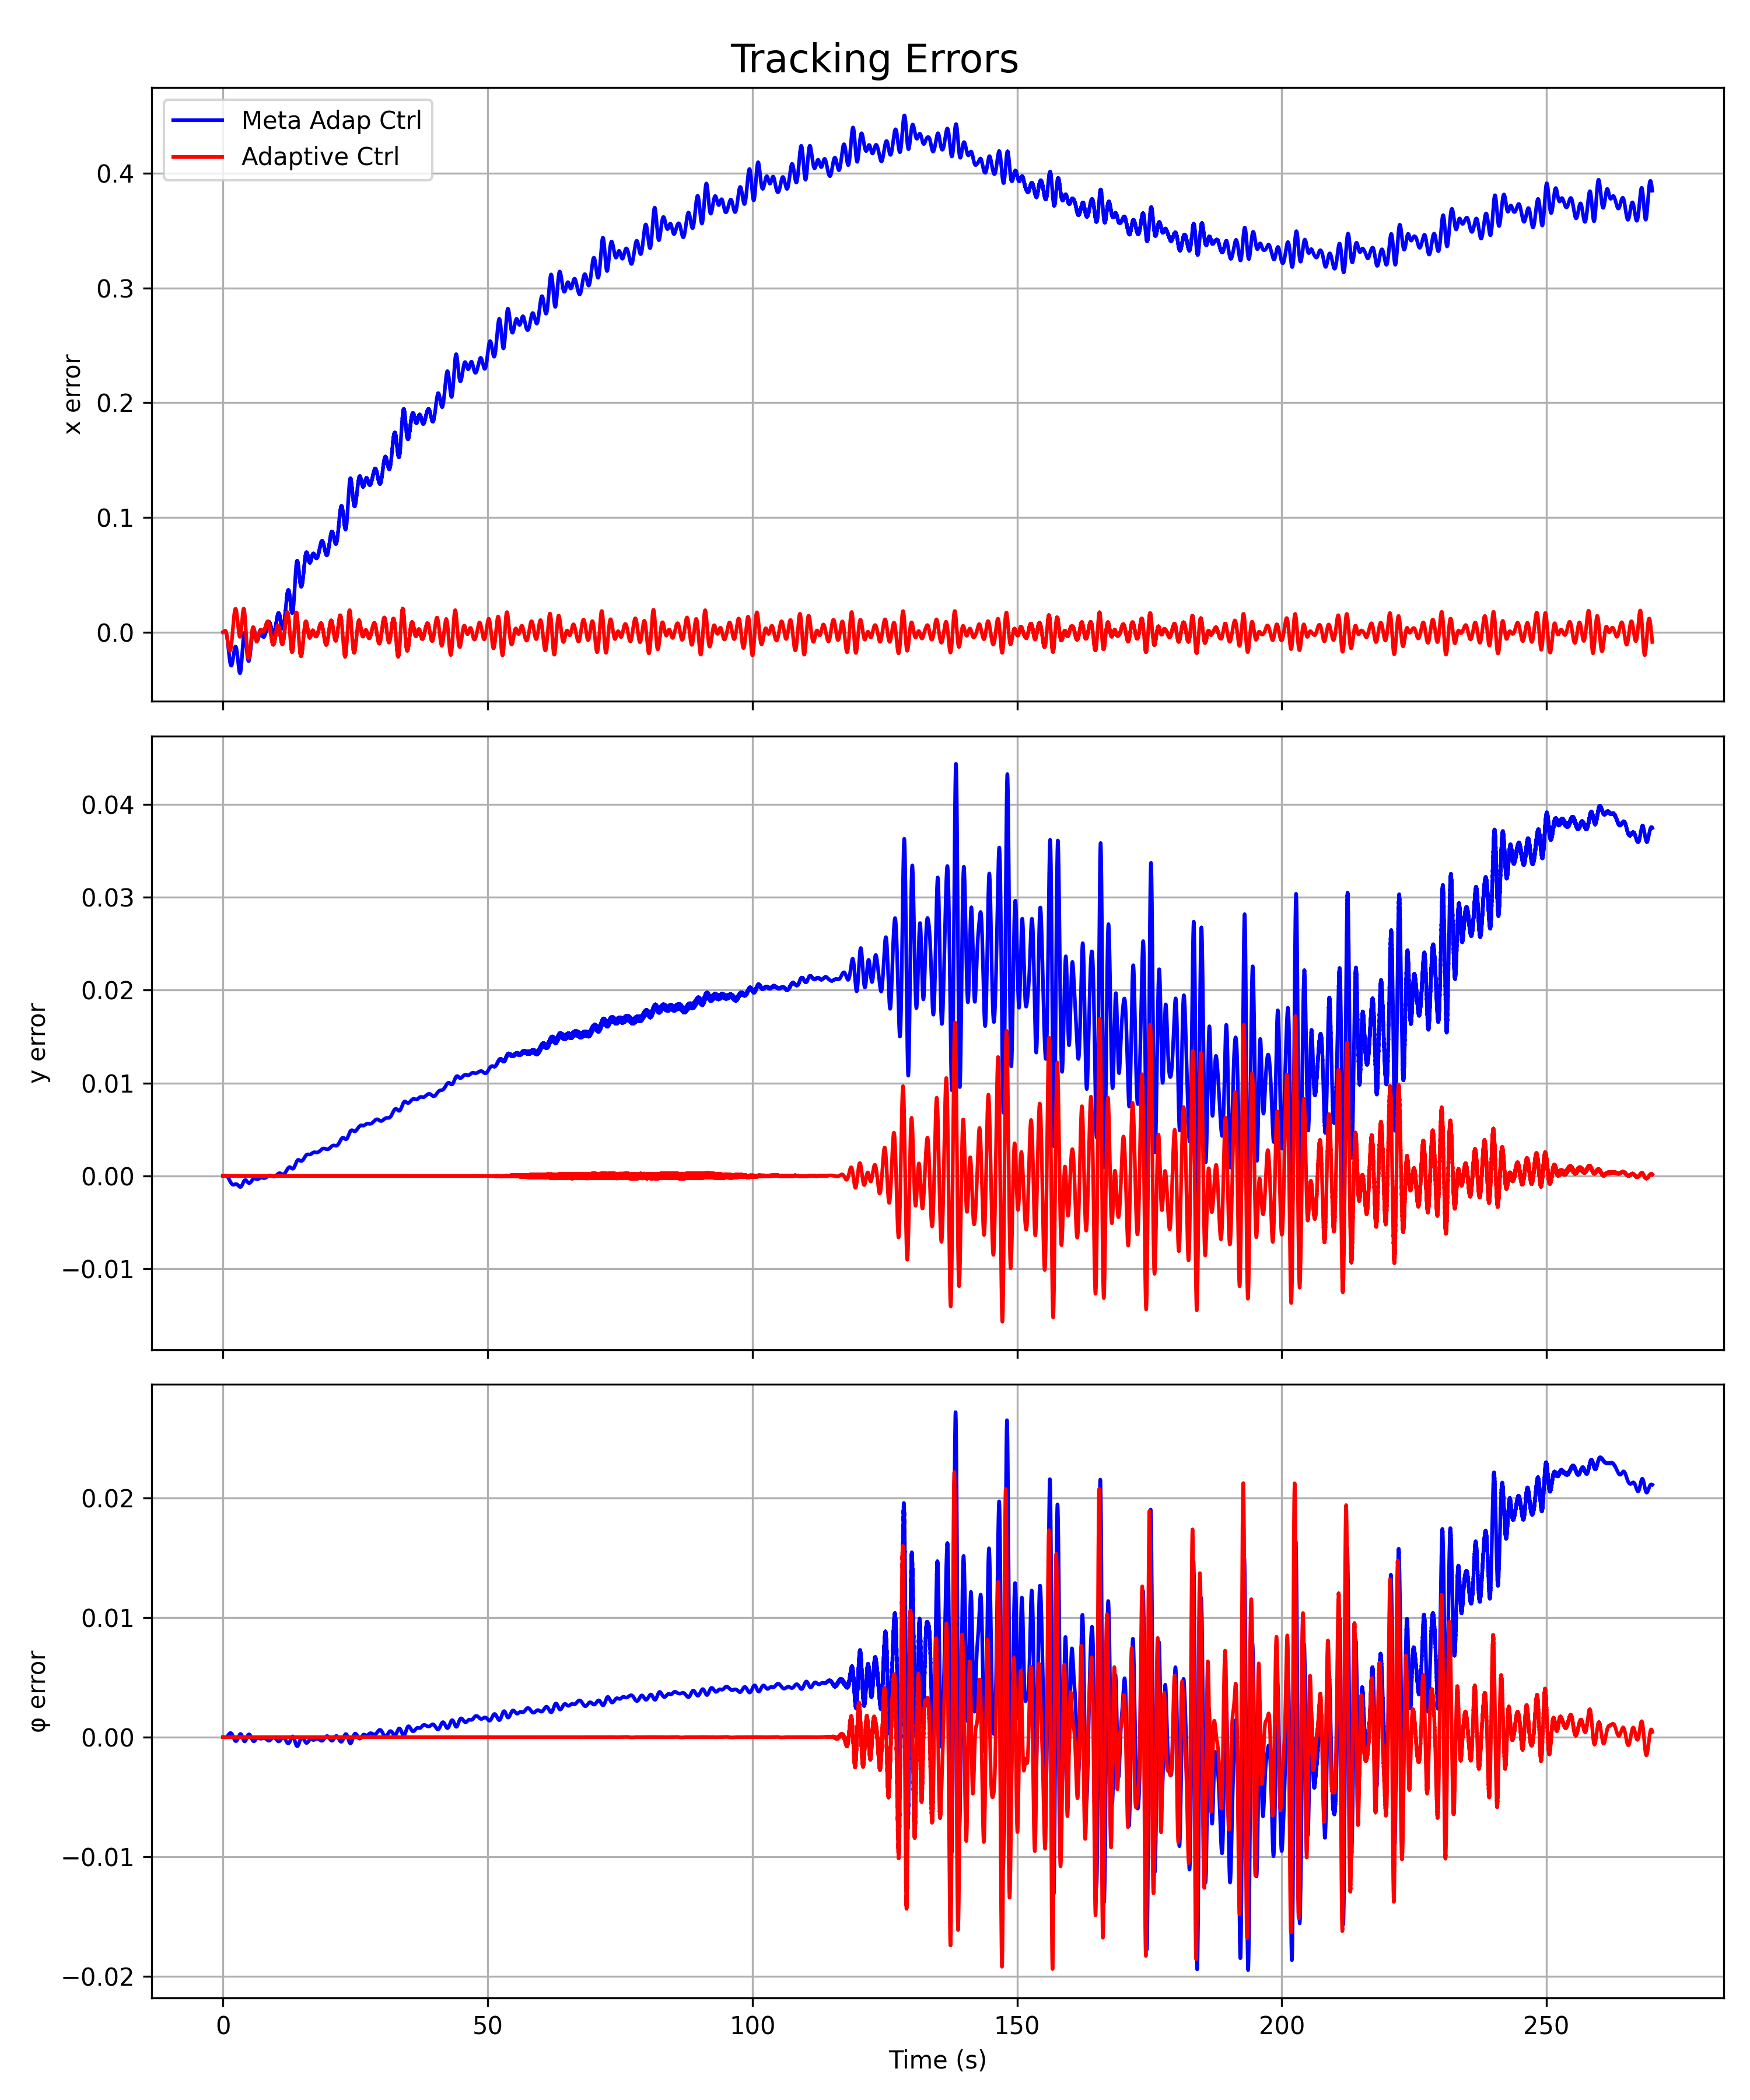 Tracking Errors
Meta Adap Ctrl
Adaptive Ctrl
x error
0.4
0.3
0.2
0.1
0.0
y error
0.04
0.03
0.02
0.01
0.00
−0.01
φ error
0.02
0.01
0.00
−0.01
−0.02
0 50 100 150 200 250
Time (s)